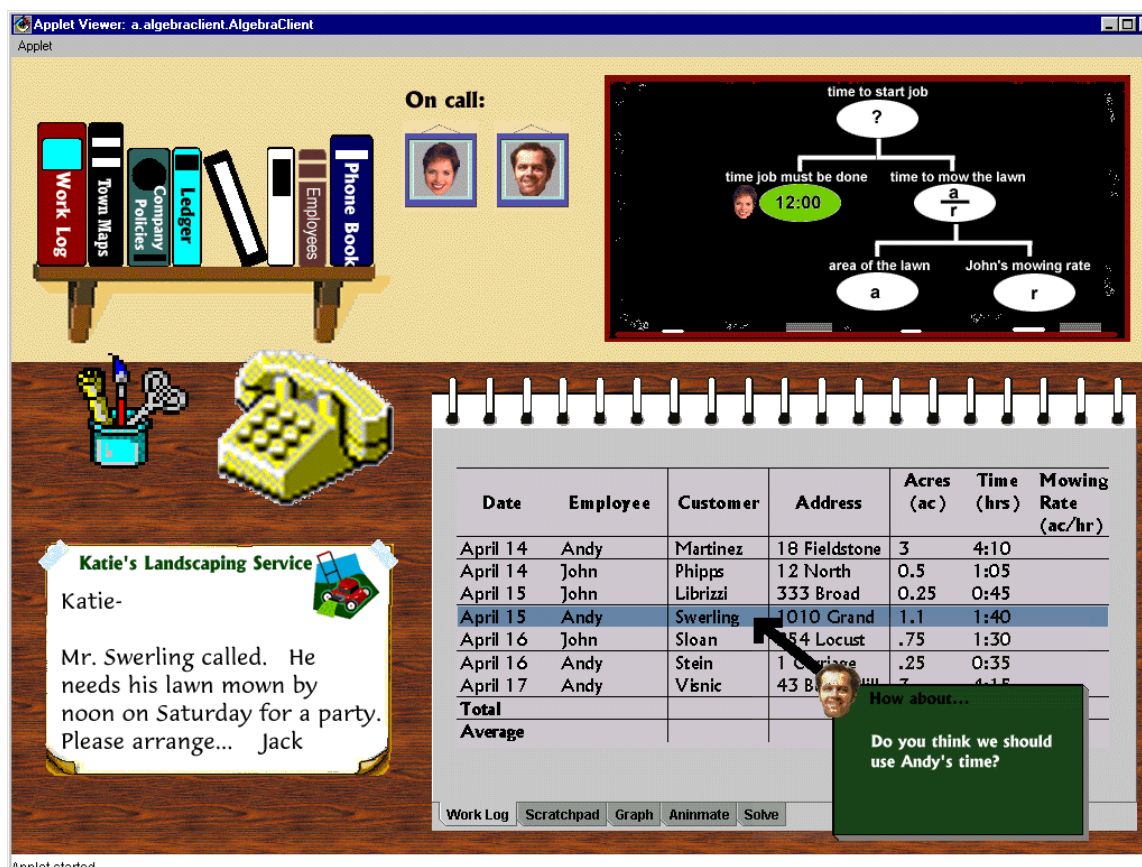 Applet Viewer: a.algebraclient.AlgebraClient
Applet
On call:
Work Log
Town Maps
Company Policies
Ledger
Employees
Phone Book
time to start job
?
time job must be done time to mow the lawn
12:00 a
r
area of the lawn John's mowing rate
a r
Katie's Landscaping Service
Katie-
Mr. Swerling called. He
needs his lawn mown by
noon on Saturday for a party.
Please arrange... Jack
Date Employee Customer Address Acres (ac) Time (hrs) Mowing Rate (ac/hr)
April 14 Andy Martinez 18 Fieldstone 3 4:10
April 14 John Phipps 12 North 0.5 1:05
April 15 John Librizzi 333 Broad 0.25 0:45
April 15 Andy Swerling 1010 Grand 1.1 1:40
April 16 John Sloan 354 Locust .75 1:30
April 16 Andy Stein 1 Carriage .25 0:35
April 17 Andy Visnic 43
Total
Average
How about...
Do you think we should
use Andy's time?
Work Log Scratchpad Graph Aninmate Solve
Applet started